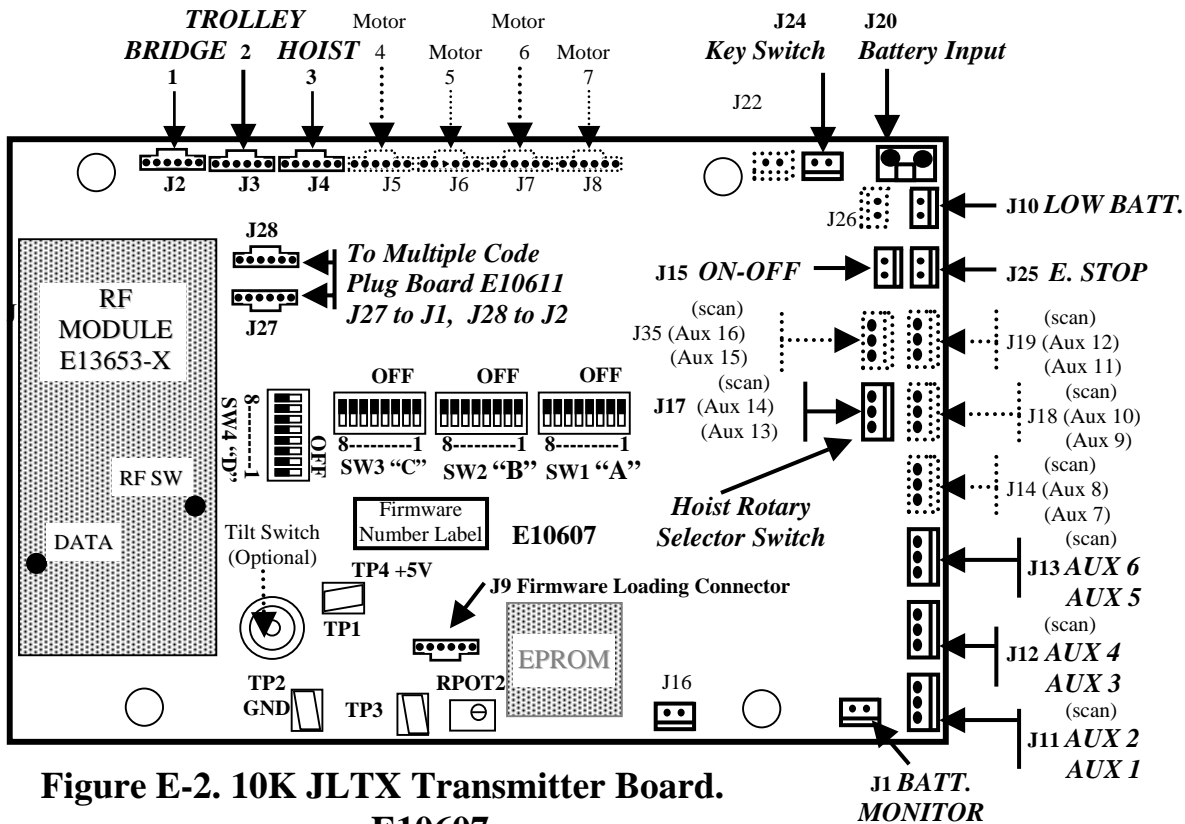 TROLLEY Motor Motor J24 J20
BRIDGE 2 HOIST 4 Motor 6 Motor Key Switch Battery Input
1 3 5 7
J22
J2 J3 J4 J5 J6 J7 J8
J26
J10 LOW BATT.
J28
To Multiple Code
Plug Board E10611
J27 to J1, J28 to J2
J27
J15 ON-OFF
J25 E. STOP
RF
MODULE
E13653-X
(scan)
J35 (Aux 16)
(Aux 15)
(scan)
J19 (Aux 12)
(Aux 11)
(scan)
J17 (Aux 14)
(Aux 13)
(scan)
J18 (Aux 10)
(Aux 9)
OFF OFF OFF
8--------1 8--------1 8--------1
SW3 “C” SW2 “B” SW1 “A”
SW4 “D”
8-------1
OFF
(scan)
J14 (Aux 8)
(Aux 7)
RF SW
DATA
Tilt Switch
(Optional)
Firmware
Number Label
E10607
Hoist Rotary
Selector Switch
(scan)
J13 AUX 6
AUX 5
TP4 +5V
TP1
J9 Firmware Loading Connector
EPROM
(scan)
J12 AUX 4
AUX 3
TP2
GND
TP3
RPOT2
J16
(scan)
J11 AUX 2
AUX 1
J1 BATT.
MONITOR
Figure E-2. 10K JLTX Transmitter Board.
E10607